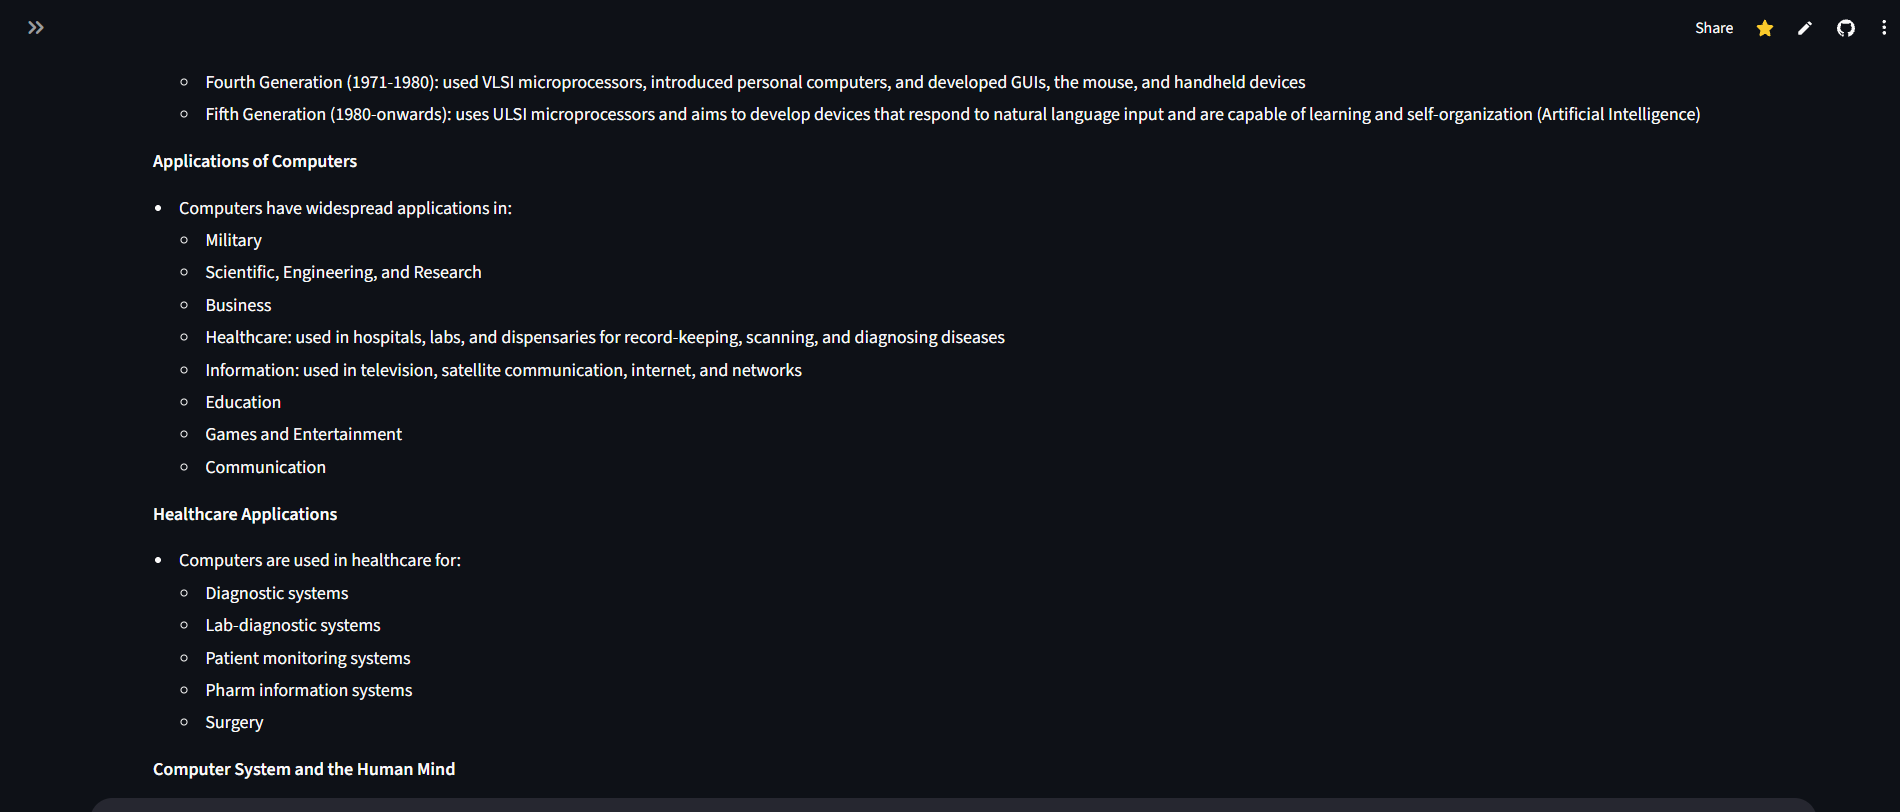 Share
Fourth Generation (1971-1980): used VLSI microprocessors, introduced personal computers, and developed GUIs, the mouse, and handheld devices
Fifth Generation (1980-onwards): uses ULSI microprocessors and aims to develop devices that respond to natural language input and are capable of learning and self-organization (Artificial Intelligence)
Applications of Computers
Computers have widespread applications in:
Military
Scientific, Engineering, and Research
Business
Healthcare: used in hospitals, labs, and dispensaries for record-keeping, scanning, and diagnosing diseases
Information: used in television, satellite communication, internet, and networks
Education
Games and Entertainment
Communication
Healthcare Applications
Computers are used in healthcare for:
Diagnostic systems
Lab-diagnostic systems
Patient monitoring systems
Pharm information systems
Surgery
Computer System and the Human Mind